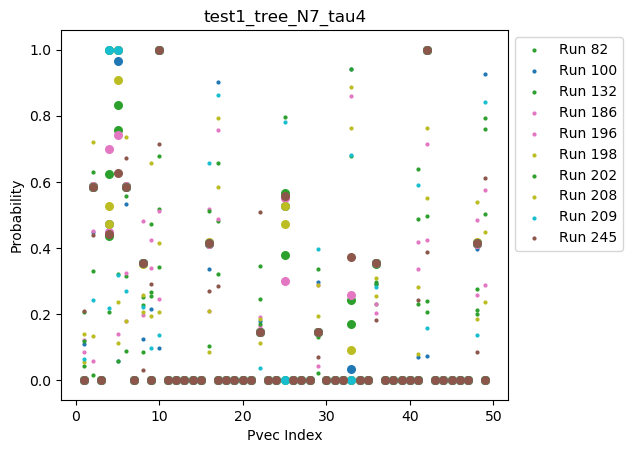 test1_tree_N7_tau4
1.0
0.8
0.6
0.4
0.2
0.0
Probability
0 10 20 30 40 50
Pvec Index
Run 82
Run 100
Run 132
Run 186
Run 196
Run 198
Run 202
Run 208
Run 209
Run 245